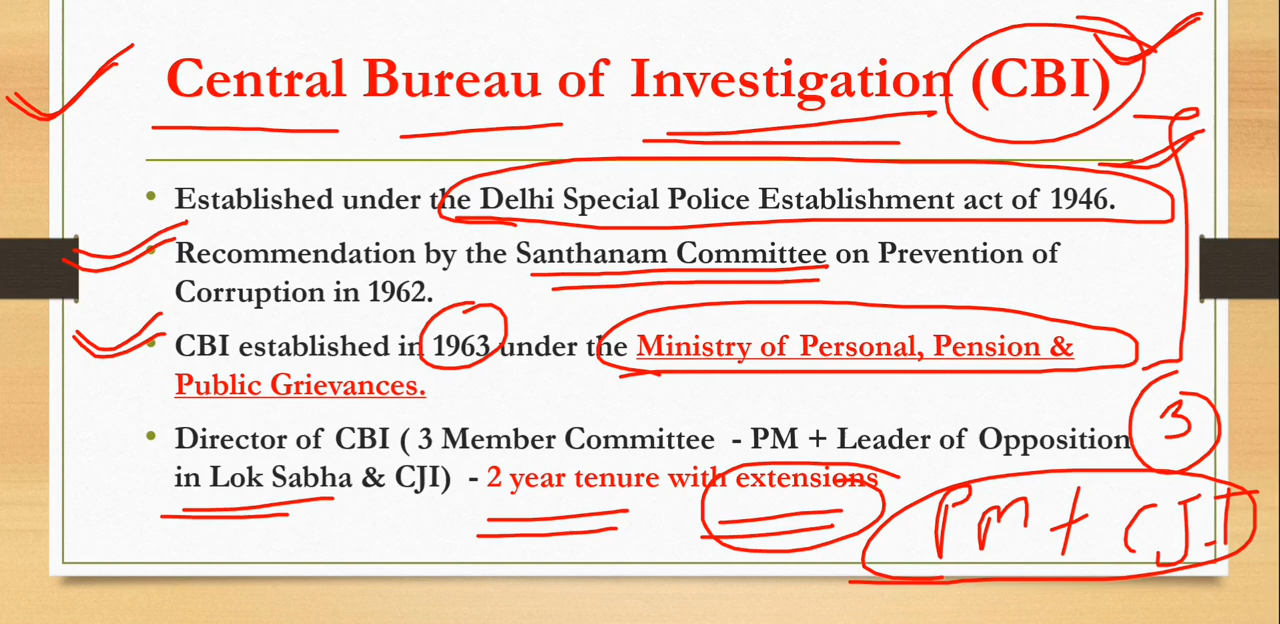 Central Bureau of Investigation (CBI)
• Established under the Delhi Special Police Establishment act of 1946.
• Recommendation by the Santhanam Committee on Prevention of
Corruption in 1962.
• CBI established in 1963 under the Ministry of Personal, Pension &
Public Grievances.
• Director of CBI ( 3 Member Committee - PM + Leader of Opposition
3
in Lok Sabha & CJI) - 2 year tenure with extensions
PM + CJI